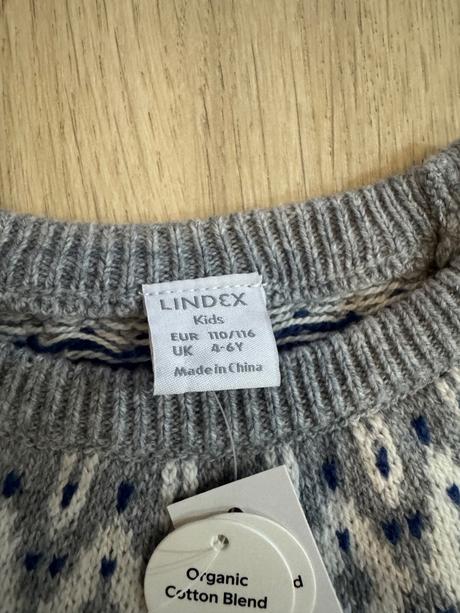 LINDEX
Kids
EUR 110/116
UK 4-6Y
Made in China
Organic
Cotton Blend
d